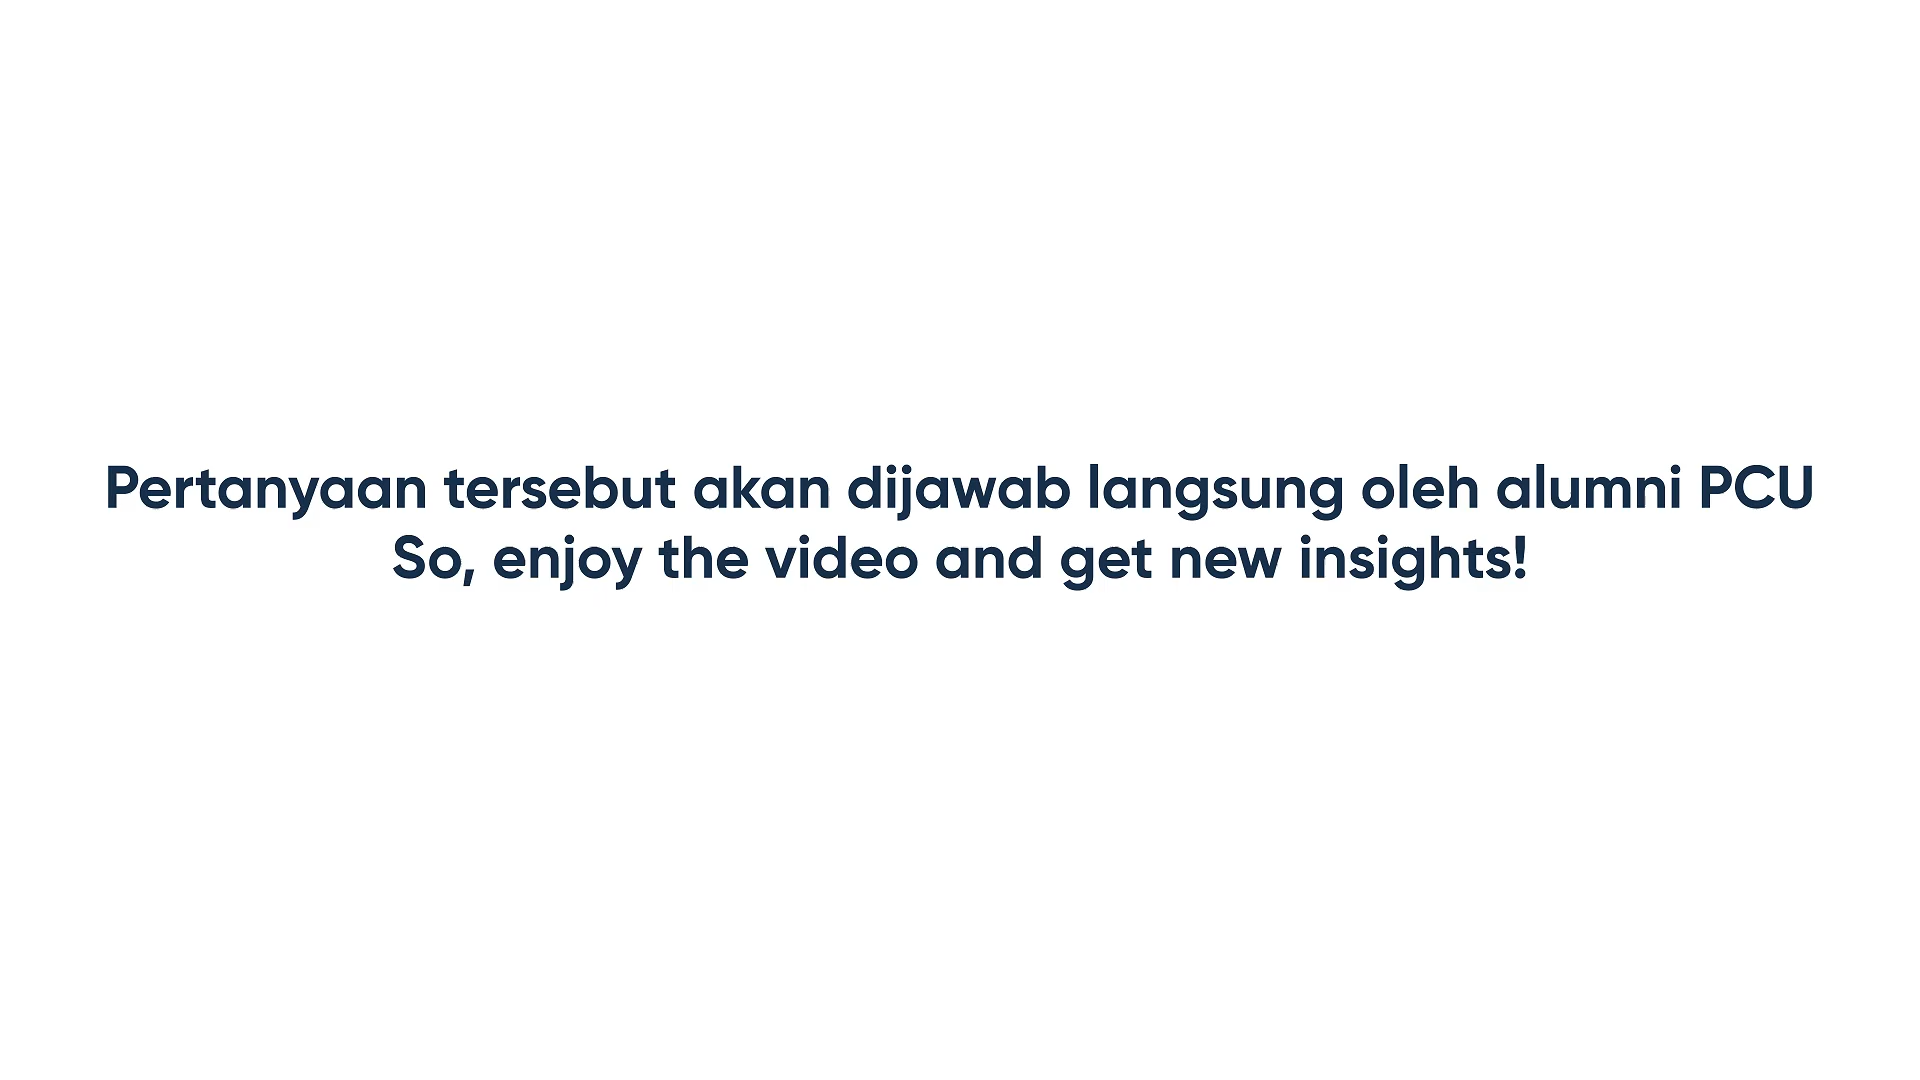 Pertanyaan tersebut akan dijawab langsung oleh alumni PCU
So, enjoy the video and get new insights!